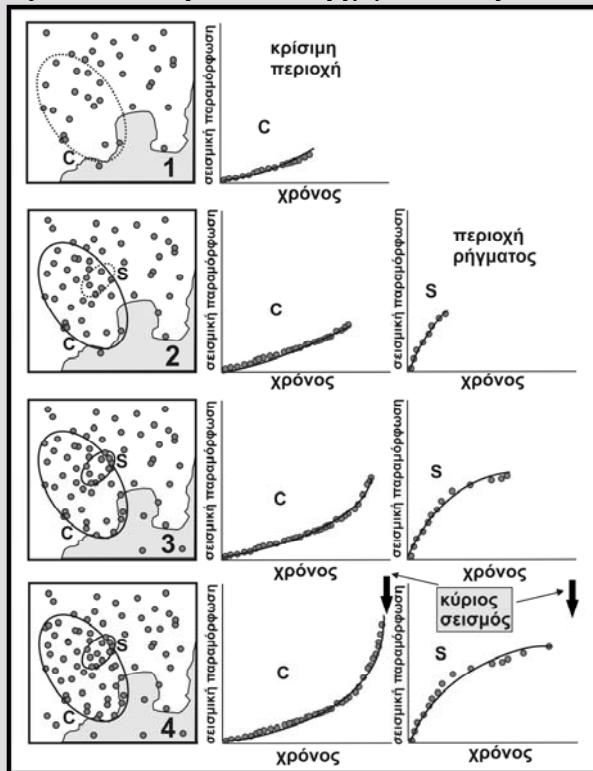 κρίσιμη
περιοχή
σεισμική παραμόρφωση
C
C
1
χρόνος
περιοχή
ρήγματος
σεισμική παραμόρφωση
σεισμική παραμόρφωση
S
C
S
C
2
χρόνος
χρόνος
σεισμική παραμόρφωση
σεισμική παραμόρφωση
S
C
S
C
3
χρόνος
χρόνος
κύριος
σεισμός
σεισμική παραμόρφωση
σεισμική παραμόρφωση
S
C
S
C
4
χρόνος
χρόνος